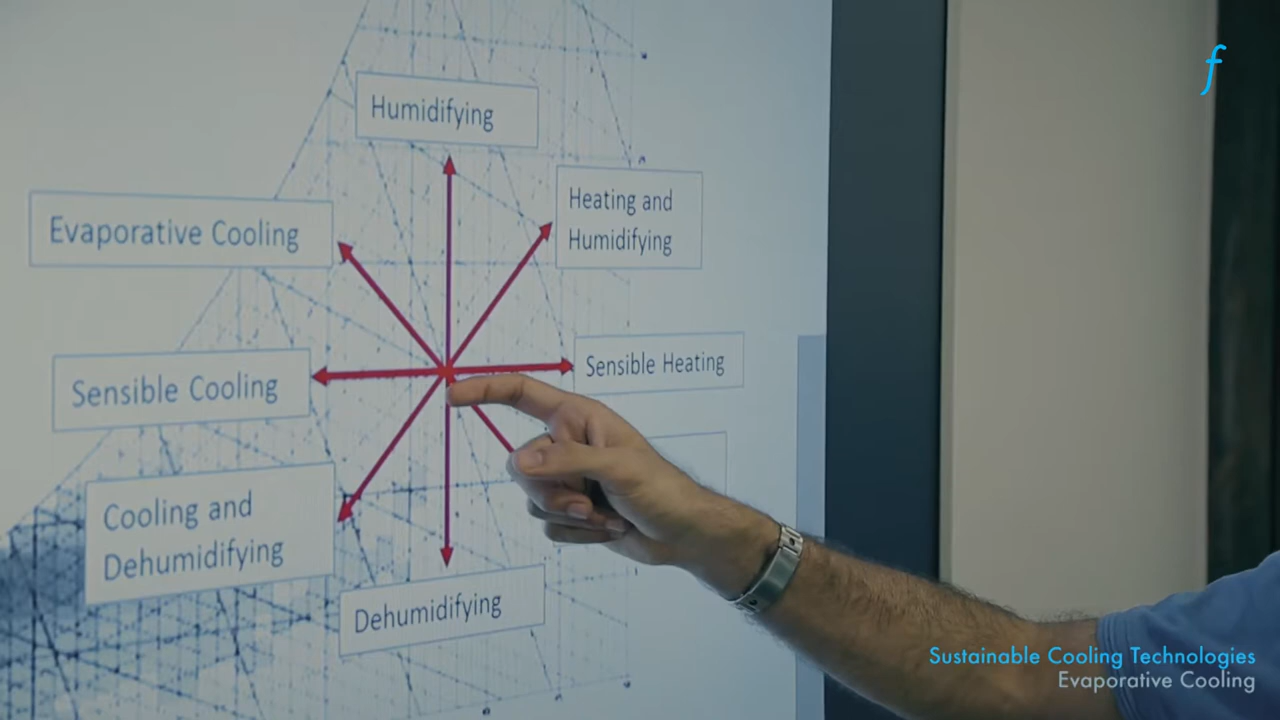 f
Humidifying
Heating and
Humidifying
Evaporative Cooling
Sensible Heating
Sensible Cooling
Cooling and
Dehumidifying
Dehumidifying
Sustainable Cooling Technologies
Evaporative Cooling